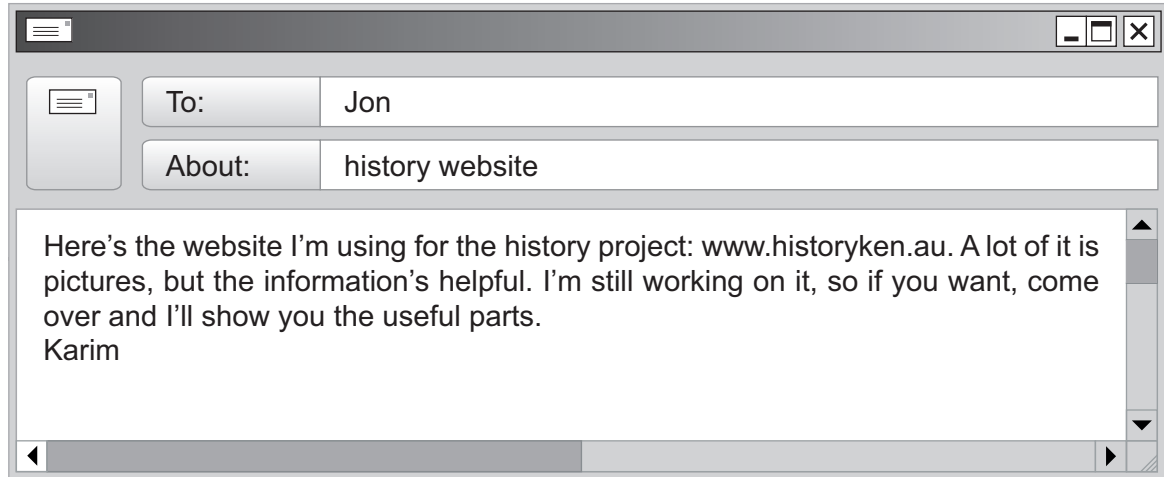 To: Jon
About: history website
Here's the website I'm using for the history project: www.historyken.au. A lot of it is
pictures, but the information's helpful. I'm still working on it, so if you want, come
over and I'll show you the useful parts.
Karim